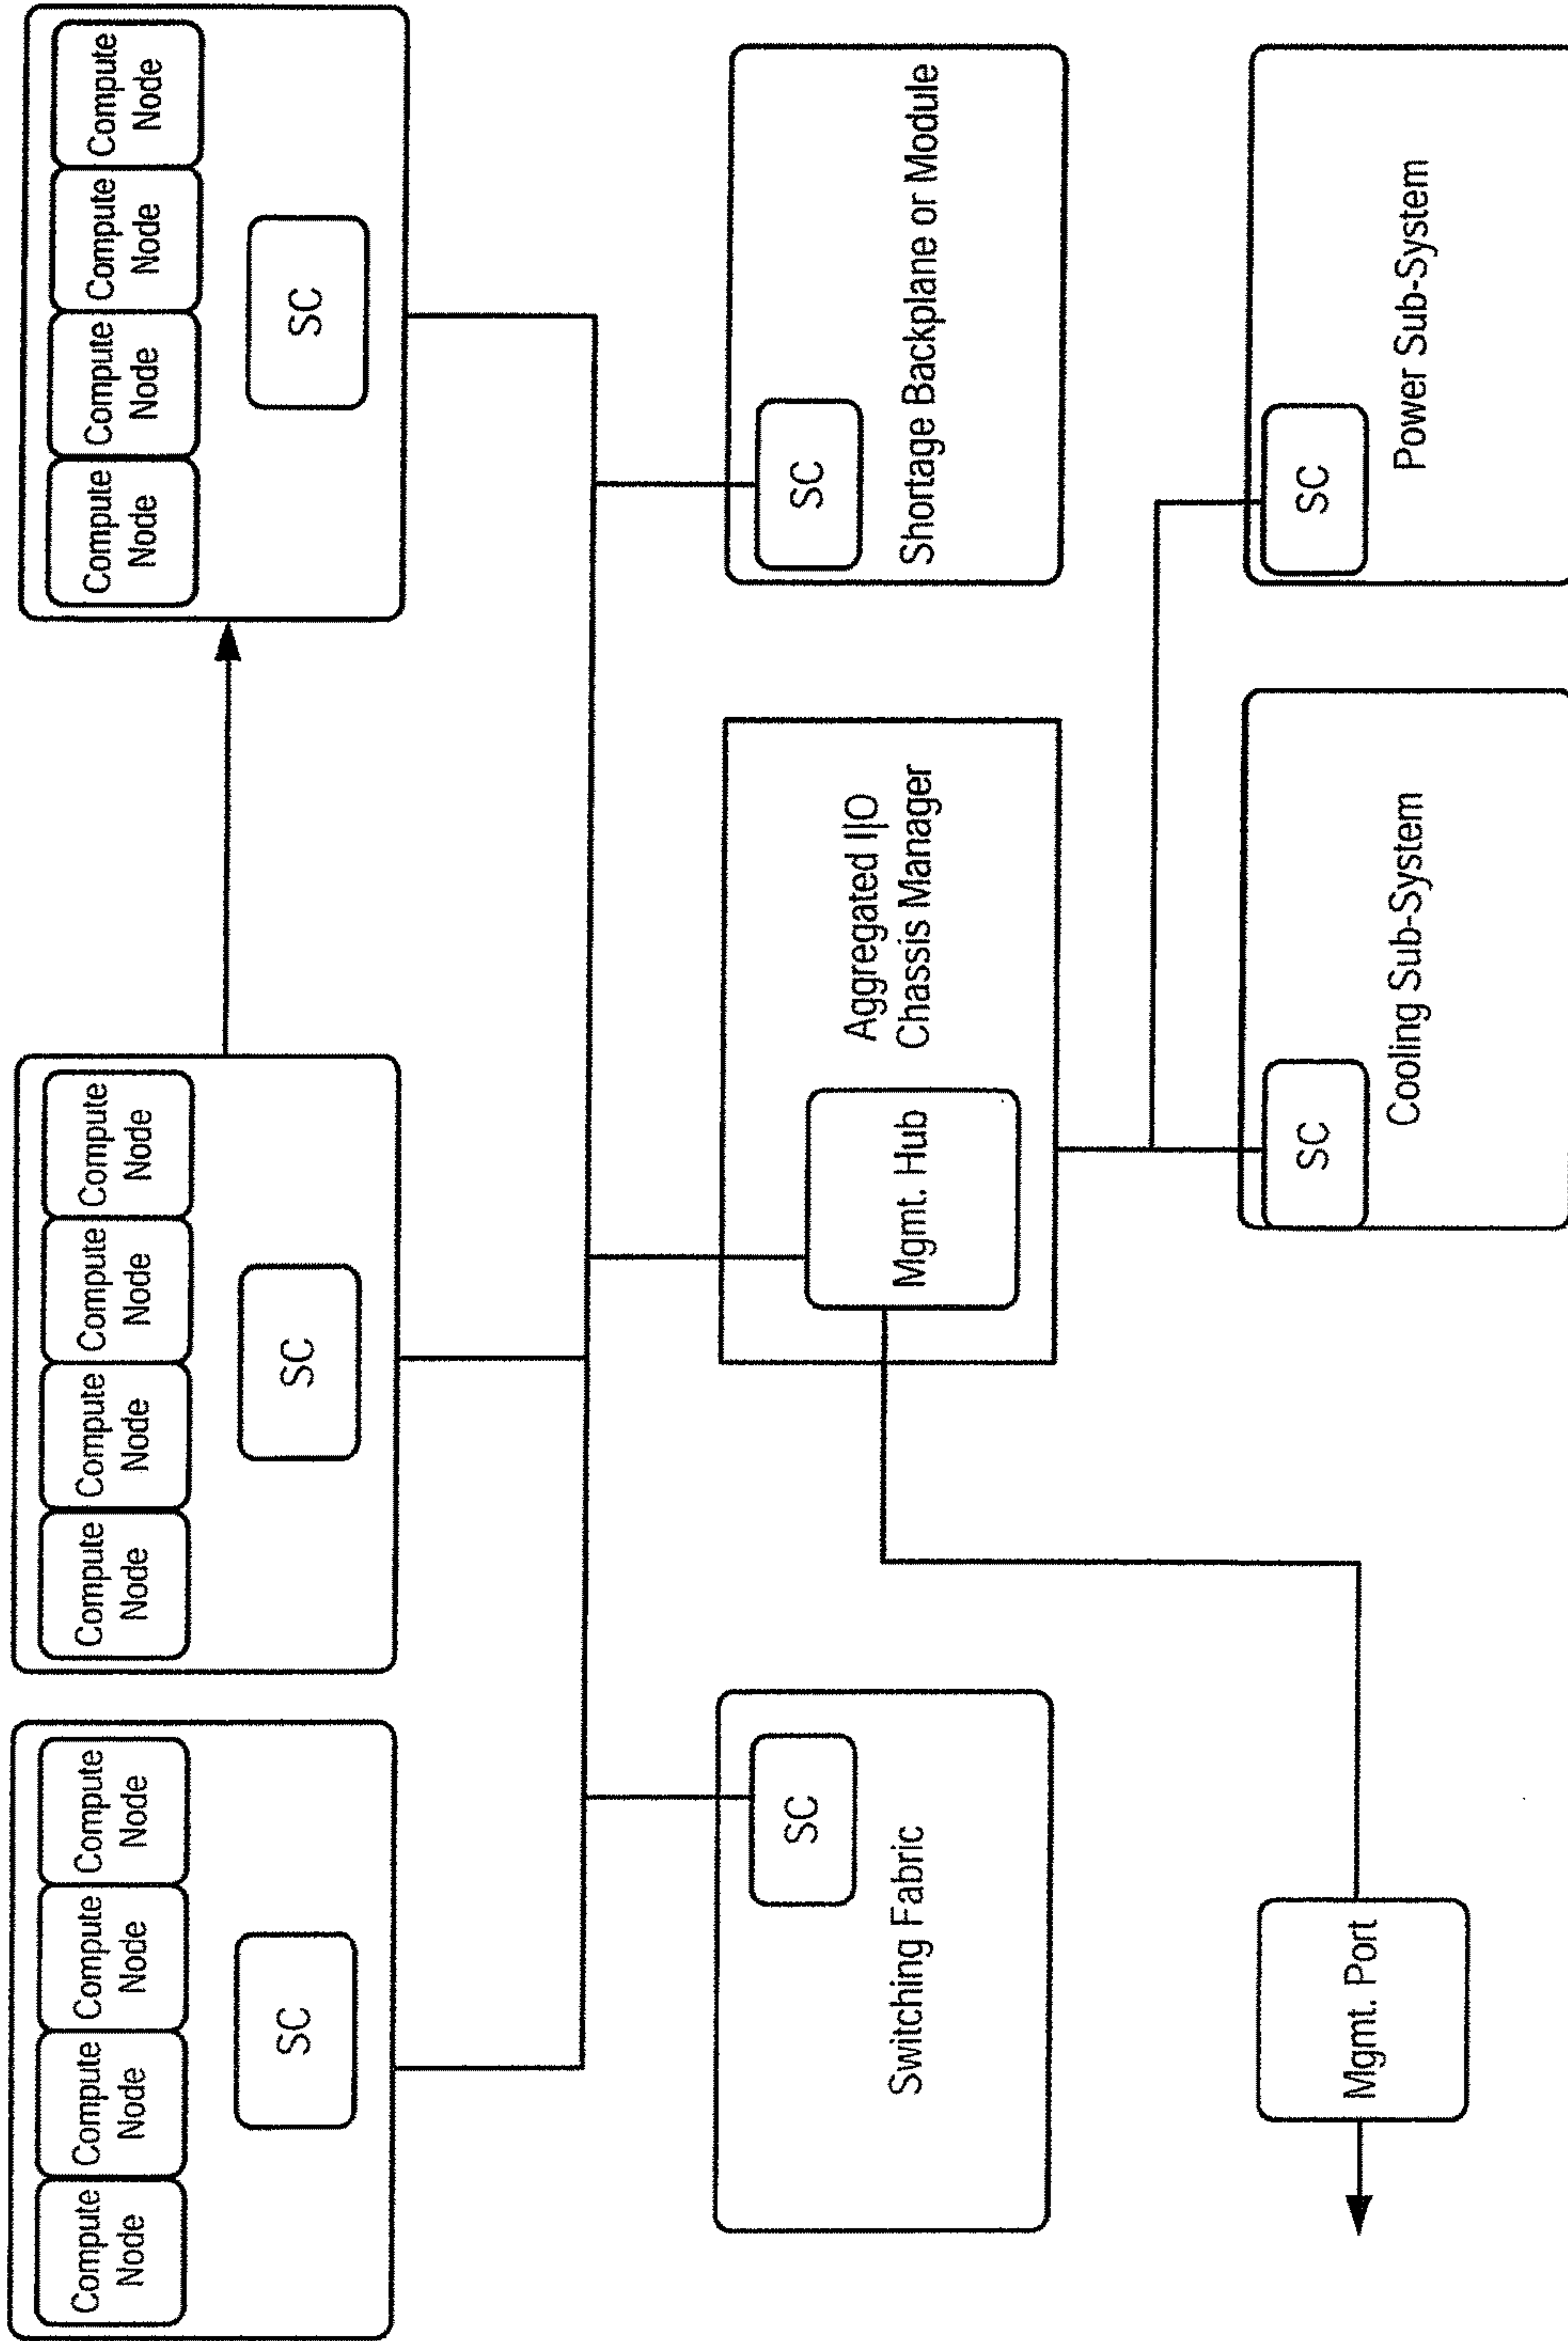 Compute
Node
Compute
Node
Compute
Node
Compute
Node
SC
Compute
Node
Compute
Node
Compute
Node
Compute
Node
SC
Compute
Node
Compute
Node
Compute
Node
Compute
Node
SC
SC
Switching Fabric
Mgmt. Hub
Aggregated I|O
Chassis Manager
SC
Shortage Backplane or Module
Mgmt. Port
SC
Cooling Sub-System
SC
Power Sub-System